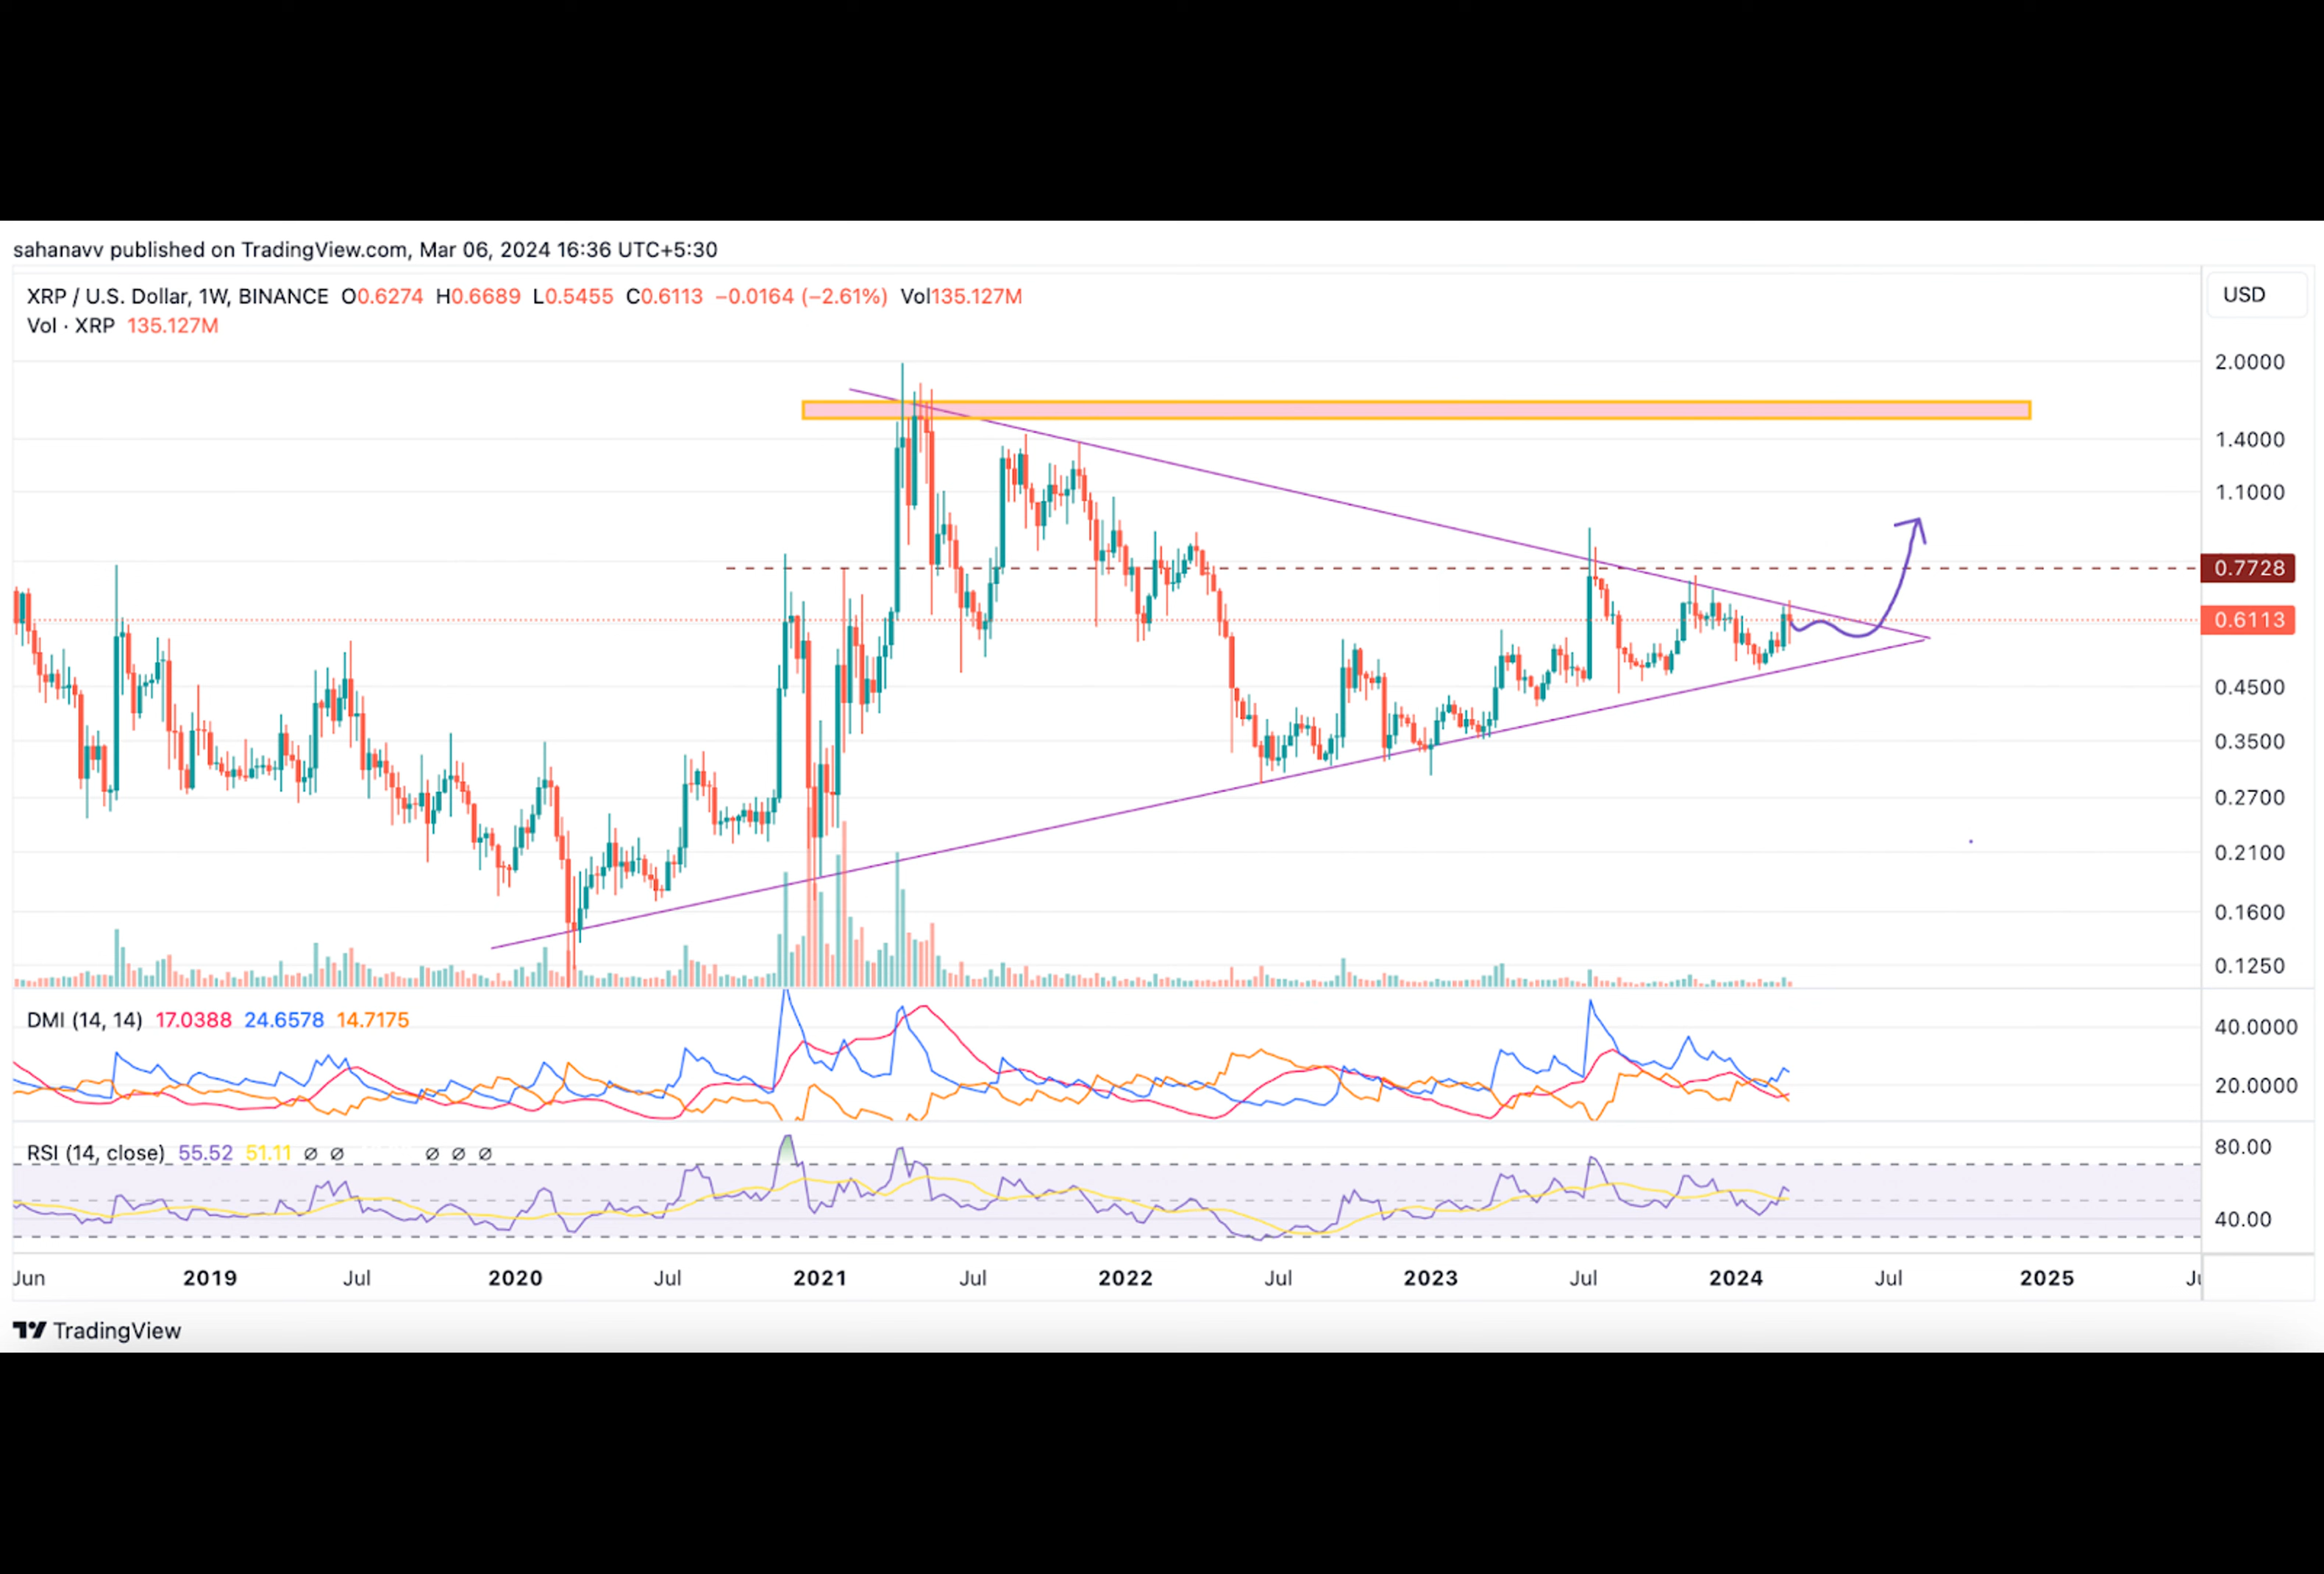 sahanavv published on TradingView.com, Mar 06, 2024 16:36 UTC+5:30
XRP / U.S. Dollar, 1W, BINANCE O0.6274 H0.6689 L0.5455 C0.6113 −0.0164 (−2.61%) Vol135.127M
USD
Vol · XRP 135.127M
2.0000
1.4000
1.1000
0.7728
0.6113
0.4500
0.3500
0.2700
0.2100
0.1600
0.1250
DMI (14, 14) 17.0388 24.6578 14.7175
40.0000
20.0000
RSI (14, close) 55.52 51.11 ∅ ∅ ∅ ∅ ∅
80.00
40.00
Jun 2019 Jul 2020 Jul 2021 Jul 2022 Jul 2023 Jul 2024 Jul 2025
TradingView